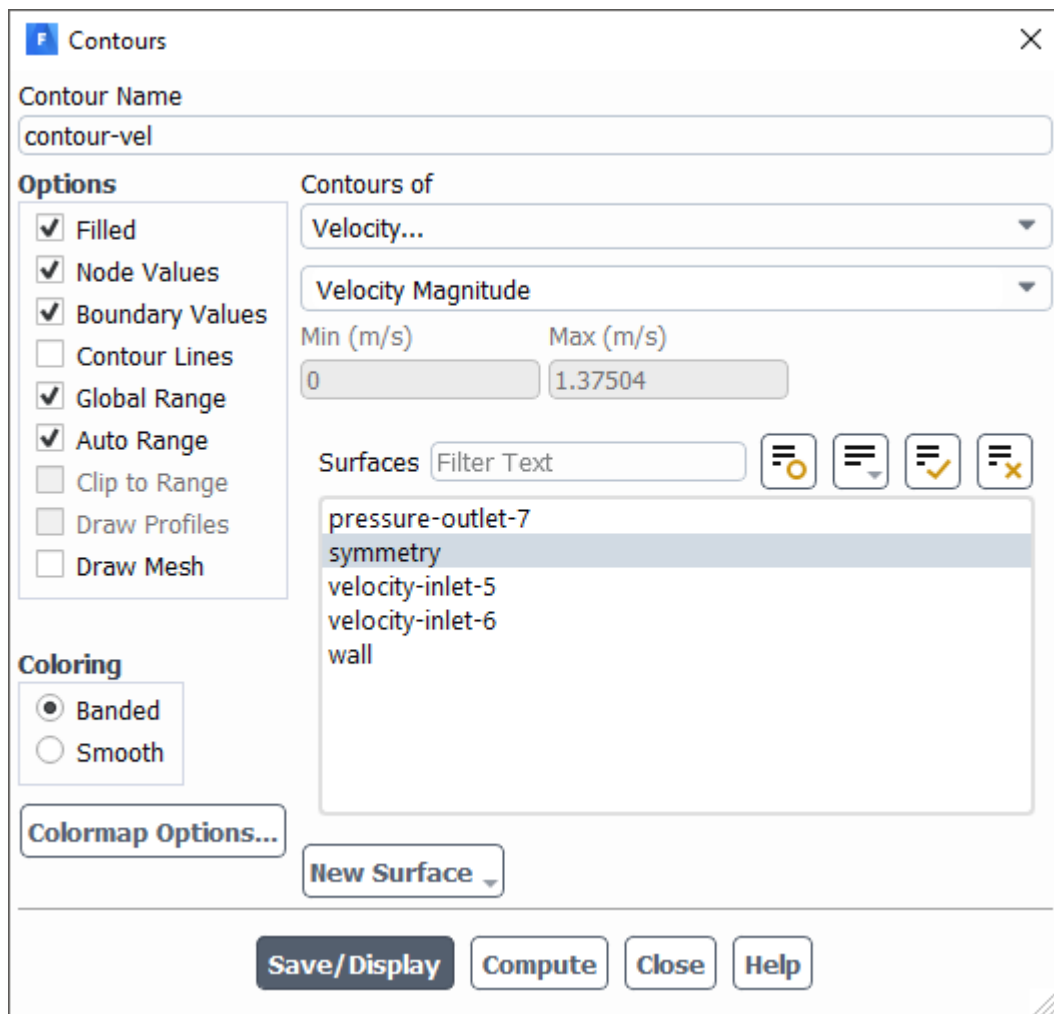 F Contours
Contour Name
contour-vel
Options
Filled
Node Values
Boundary Values
Contour Lines
Global Range
Auto Range
Clip to Range
Draw Profiles
Draw Mesh
Coloring
Banded
Smooth
Colormap Options...
Contours of
Velocity...
Velocity Magnitude
Min (m/s) Max (m/s)
0 1.37504
Surfaces Filter Text
pressure-outlet-7
symmetry
velocity-inlet-5
velocity-inlet-6
wall
New Surface
Save/Display Compute Close Help